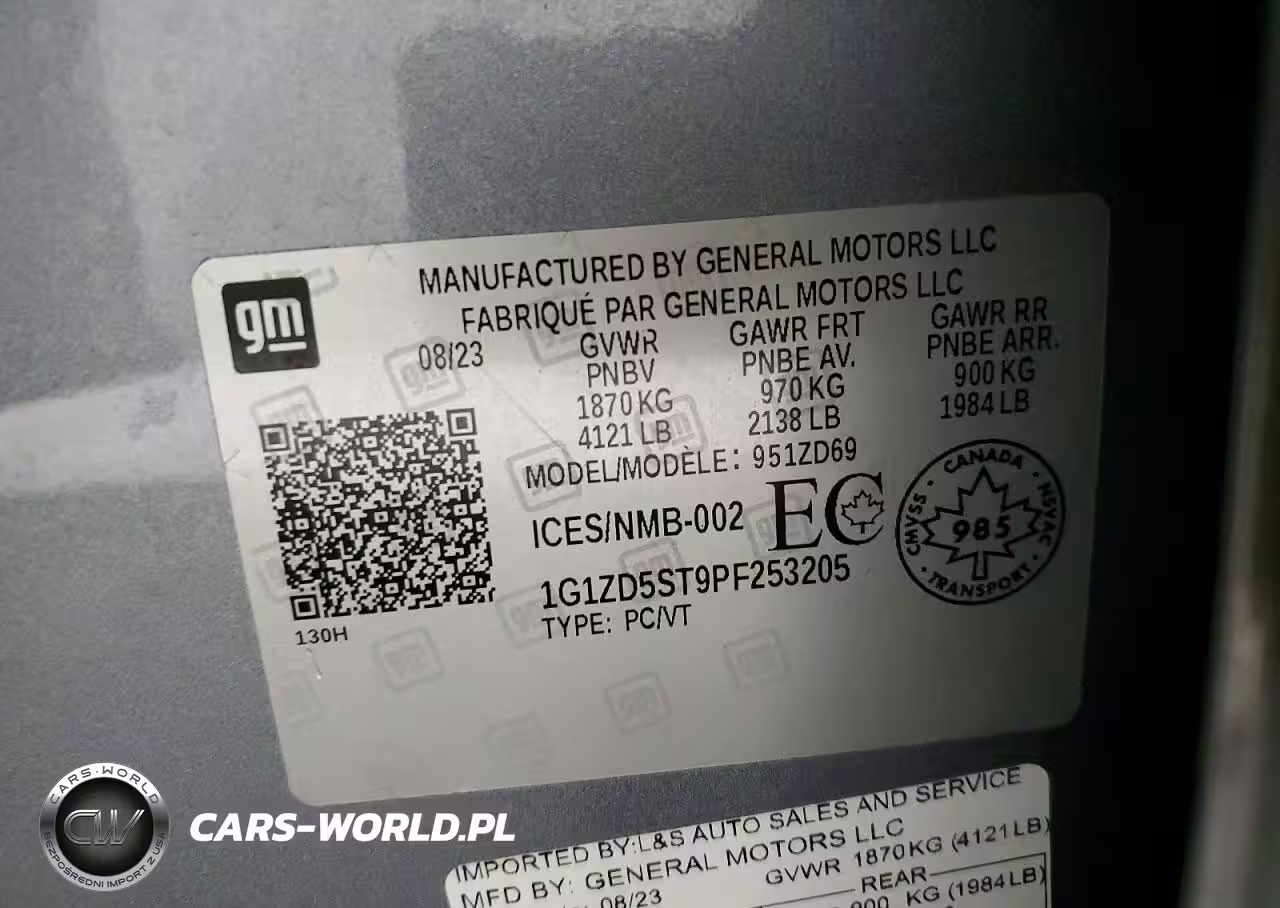 gm
MANUFACTURED BY GENERAL MOTORS LLC
FABRIQUÉ PAR GENERAL MOTORS LLC
08/23
GVWR
PNBV
1870 KG
4121 LB
GAWR FRT
PNBE AV.
970 KG
2138 LB
GAWR RR
PNBE ARR.
900 KG
1984 LB
MODEL/MODÈLE: 951ZD69
ICES/NMB-002
EC
1G1ZD5ST9PF253205
TYPE: PC/VT
130H
CANADA
CMVSS
985
NSVAC
TRANSPORT
IMPORTED BY:L&S AUTO SALES AND SERVICE
MFD BY: GENERAL MOTORS LLC
08/23
GVWR 1870KG (4121LB)
REAR
900 KG (1984LB)
CARS-WORLD
CW
BEZPOŚREDNI IMPORT Z USA
CARS-WORLD.PL